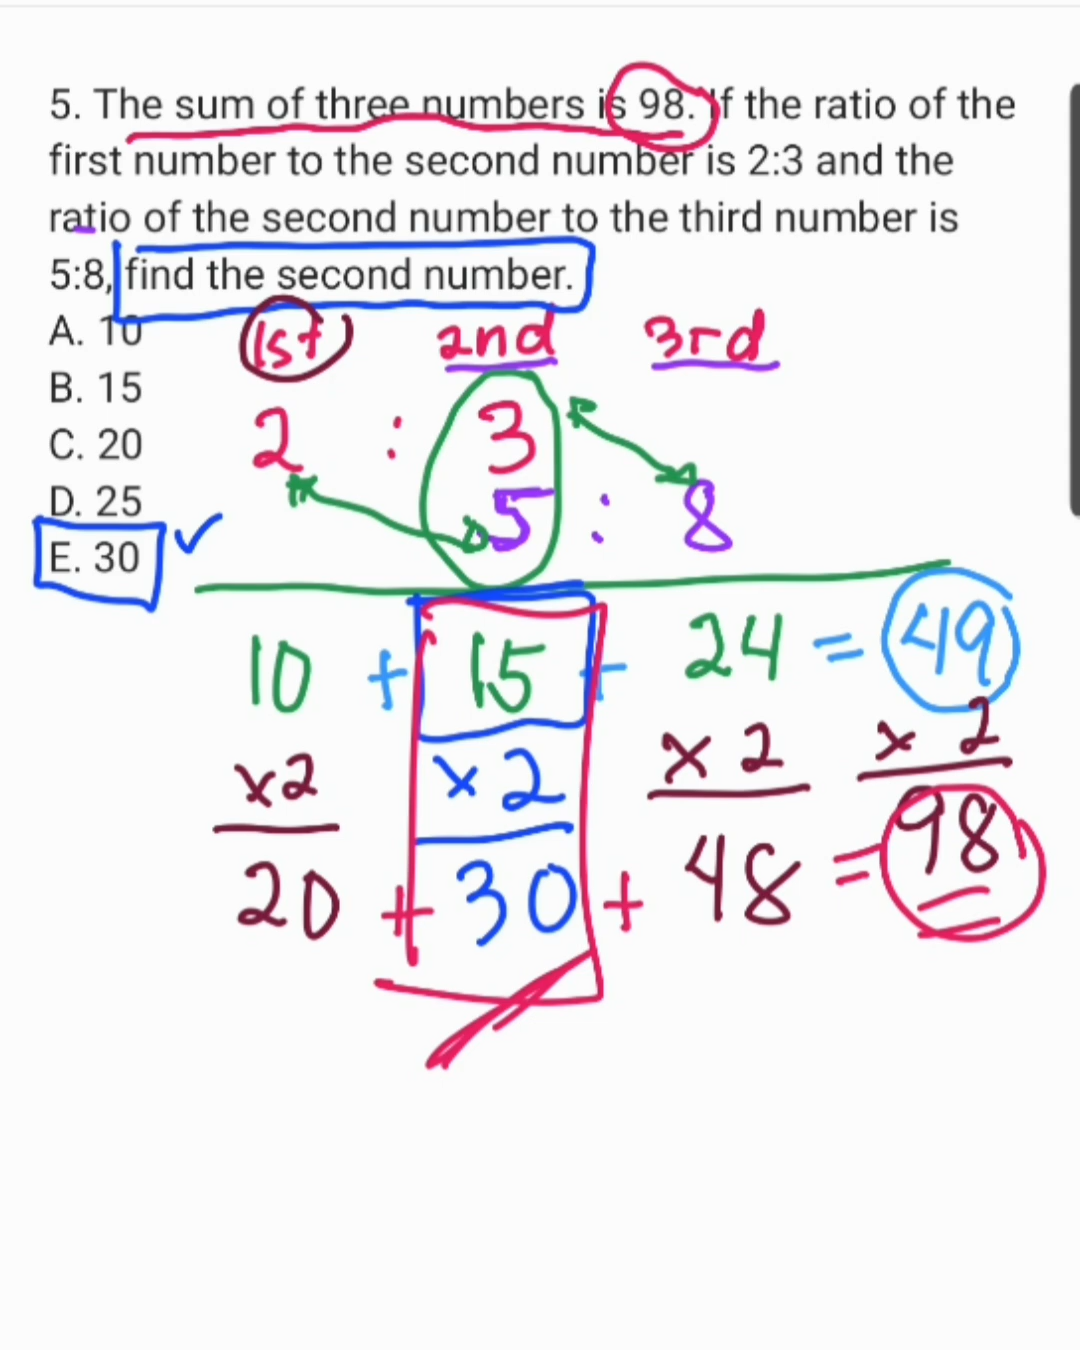 5. The sum of three numbers is 98. If the ratio of the
first number to the second number is 2:3 and the
ratio of the second number to the third number is
5:8, find the second number.
A. 10
B. 15
C. 20
D. 25
E. 30
1st 2nd 3rd
2 : 3
5 : 8
10 + 15 + 24 = 49
x2 x2 x2 x2
20 + 30 + 48 = 98